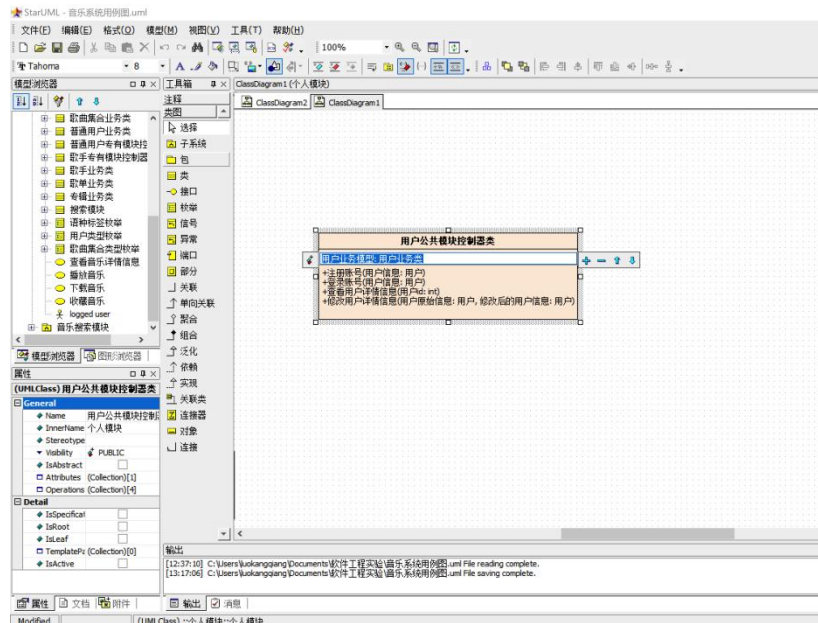 StarUML - 音乐系统用例图.uml
文件(F) 编辑(E) 格式(O) 模型(M) 视图(V) 工具(T) 帮助(H)
100%
Tahoma 8
模型浏览器
歌曲集合业务类
普通用户业务类
普通用户专有模块控
歌手专有模块控制器
歌手业务类
歌单业务类
专辑业务类
搜索模块
语种标签枚举
用户类型枚举
歌曲集合类型枚举
查看音乐详情信息
播放音乐
下载音乐
收藏音乐
logged user
音乐搜索模块
模型浏览器 图形浏览器
属性
(UMLClass) 用户公共模块控制器类
General
Name 用户公共模块控制器
InnerName 个人模块
Stereotype
Visibility PUBLIC
IsAbstract
Attributes (Collection)[1]
Operations (Collection)[4]
Detail
IsSpecificat
IsRoot
IsLeaf
TemplatePa (Collection)[0]
IsActive
属性 文档 附件
工具箱
注释
类图
选择
子系统
包
类
接口
枚举
信号
异常
端口
部分
关联
单向关联
聚合
组合
泛化
依赖
实现
关联类
连接器
对象
连接
ClassDiagram1 (个人模块)
ClassDiagram2 ClassDiagram1
用户公共模块控制器类
用户业务模型: 用户业务类
+注册账号(用户信息: 用户)
+登录账号(用户信息: 用户)
+查看用户详情信息(用户id: int)
+修改用户详情信息(用户原始信息: 用户, 修改后的用户信息: 用户)
输出
[12:37:10] C:\Users\luokangqiang\Documents\软件工程实验\音乐系统用例图.uml File reading complete.
[13:17:06] C:\Users\luokangqiang\Documents\软件工程实验\音乐系统用例图.uml File saving complete.
输出 消息
Modified (UMLClass) ::个人模块::个人模块